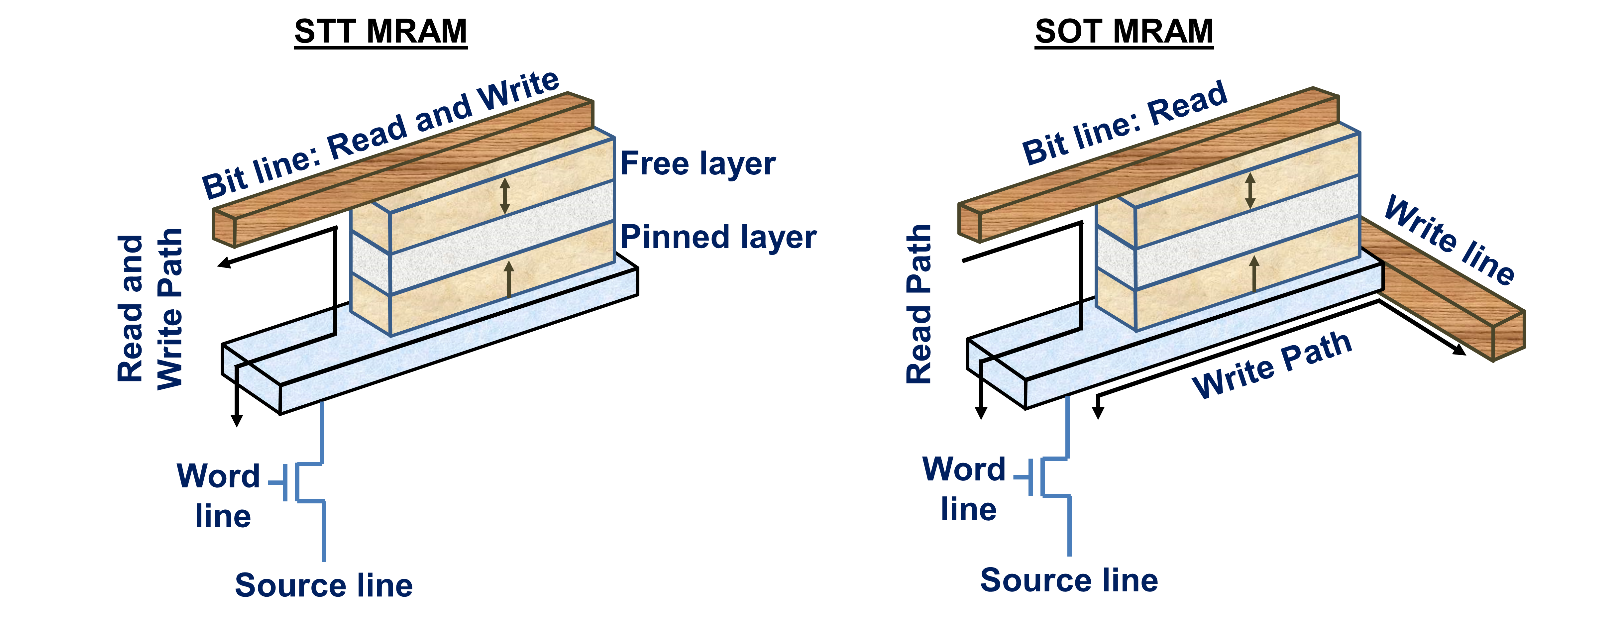 STT MRAM
Bit line: Read and Write
Free layer
Pinned layer
Read and
Write Path
Word
line
Source line
SOT MRAM
Bit line: Read
Write line
Read Path
Write Path
Word
line
Source line